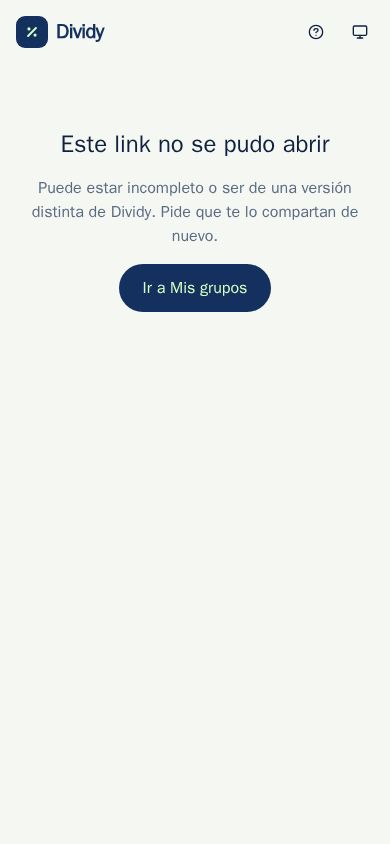 Dividy
Este link no se pudo abrir
Puede estar incompleto o ser de una versión
distinta de Dividy. Pide que te lo compartan de
nuevo.
Ir a Mis grupos